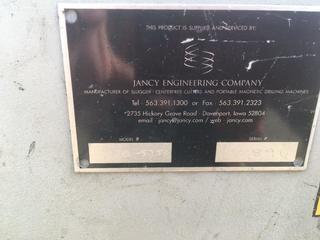 THIS PRODUCT IS SUPPLIED AND SERVICED BY:
JANCY ENGINEERING COMPANY
MANUFACTURER OF SLUGGER · CENTERFREE CUTTERS AND PORTABLE MAGNETIC DRILLING MACHINES
Tel · 563.391.1300 or Fax · 563.391.2323
2735 Hickory Grove Road · Davenport, Iowa 52804
email · jancy@jancy.com / web · jancy.com
MODEL # SERIAL #